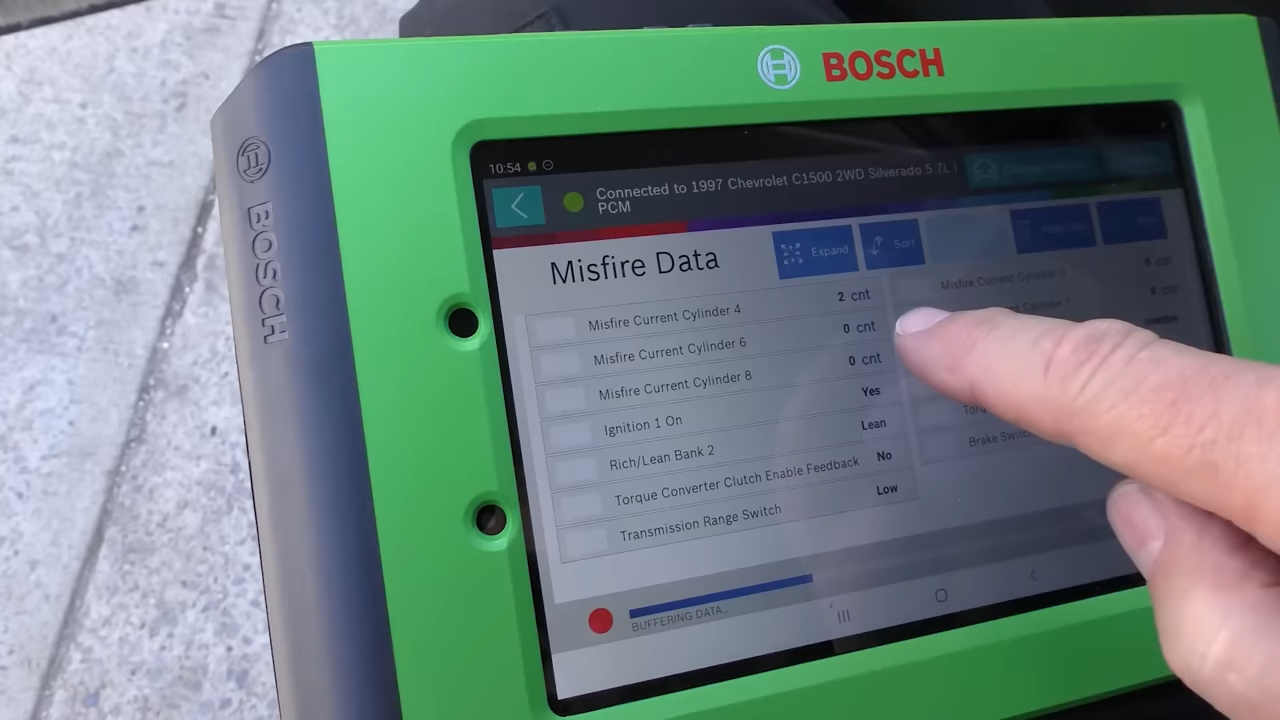 BOSCH
BOSCH
10:54
Connected to 1997 Chevrolet C1500 2WD Silverado 5.7L
PCM
Misfire Data
Expand
Sort
Misfire Current Cylinder 4 2 cnt
Misfire Current Cylinder 6 0 cnt
Misfire Current Cylinder 8 0 cnt
Ignition 1 On Yes
Rich/Lean Bank 2 Lean
Torque Converter Clutch Enable Feedback No
Transmission Range Switch Low
Misfire Current Cylinder
cnt
Brake
BUFFERING DATA..